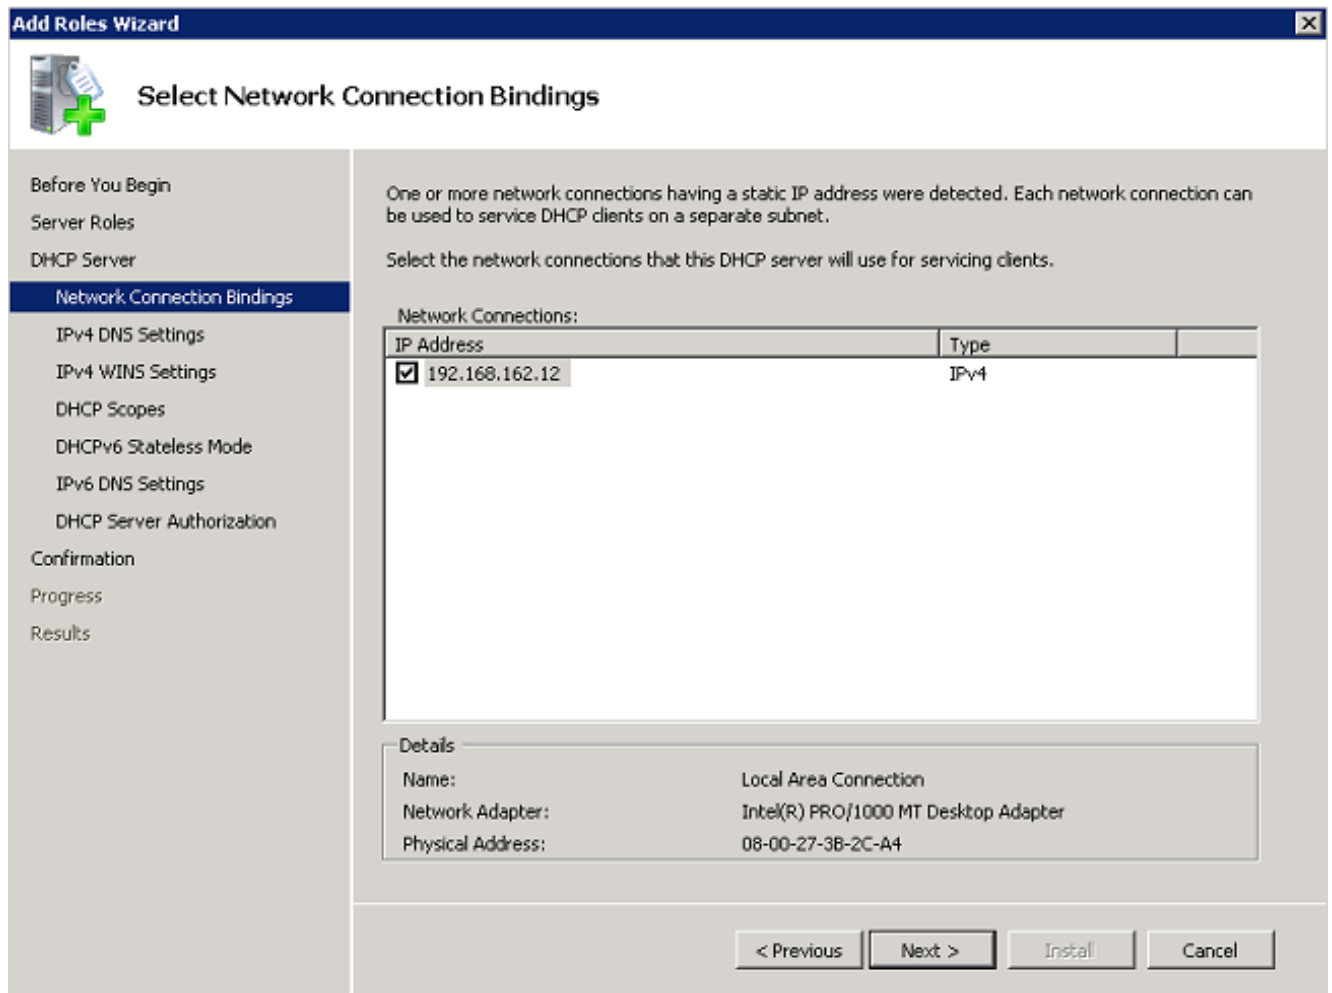 Add Roles Wizard
Select Network Connection Bindings
Before You Begin
Server Roles
DHCP Server
Network Connection Bindings
IPv4 DNS Settings
IPv4 WINS Settings
DHCP Scopes
DHCPv6 Stateless Mode
IPv6 DNS Settings
DHCP Server Authorization
Confirmation
Progress
Results
One or more network connections having a static IP address were detected. Each network connection can
be used to service DHCP clients on a separate subnet.
Select the network connections that this DHCP server will use for servicing clients.
Network Connections:
IP Address Type
192.168.162.12 IPv4
Details
Name: Local Area Connection
Network Adapter: Intel(R) PRO/1000 MT Desktop Adapter
Physical Address: 08-00-27-3B-2C-A4
< Previous Next > Install Cancel